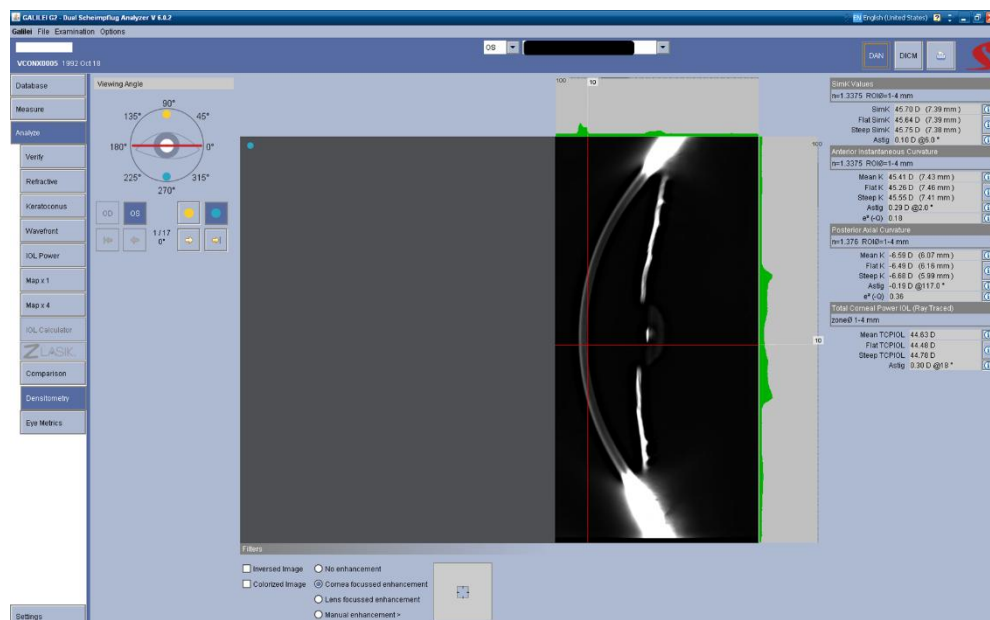 GALILEI G2 - Dual Scheimpflug Analyzer V 6.0.2
EN English (United States)
Galilei File Examination Options
OS
VCONX0005 1993 Oct 18
DAN DICM
Database
Measure
Analyze
Verify
Refractive
Keratoconus
Wavefront
IOL Power
Map x 1
Map x 4
IOL Calculator
Z LASIK
Comparison
Densitometry
Eye Metrics
Settings
Viewing Angle
90°
135° 45°
180° 0°
225° 315°
270°
OD OS
1 / 17
0°
100 10
100
10
SimK Values
n=1.3375 ROIØ=1-4 mm
SimK 45.70 D (7.39 mm)
Flat SimK 45.64 D (7.39 mm)
Steep SimK 45.75 D (7.38 mm)
Astig 0.10 D @6.0 °
Anterior Instantaneous Curvature
n=1.3375 ROIØ=1-4 mm
Mean K 45.41 D (7.43 mm)
Flat K 45.26 D (7.46 mm)
Steep K 45.55 D (7.41 mm)
Astig 0.29 D @2.0 °
e² (-Q) 0.18
Posterior Axial Curvature
n=1.376 ROIØ=1-4 mm
Mean K -6.59 D (6.07 mm)
Flat K -6.49 D (6.16 mm)
Steep K -6.68 D (5.99 mm)
Astig -0.19 D @117.0 °
e² (-Q) 0.36
Total Corneal Power IOL (Ray Traced)
zoneØ 1-4 mm
Mean TCPIOL 44.63 D
Flat TCPIOL 44.48 D
Steep TCPIOL 44.78 D
Astig 0.30 D @18 °
Filters
Inversed Image No enhancement
Colorized Image Cornea focussed enhancement
Lens focussed enhancement
Manual enhancement >